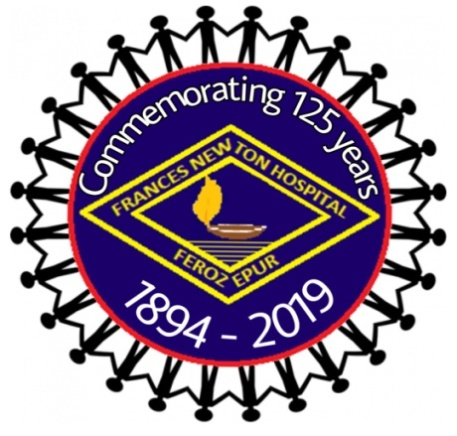 Commemorating 125 years
FRANCES NEW TON HOSPITAL
FEROZ EPUR
1894 - 2019